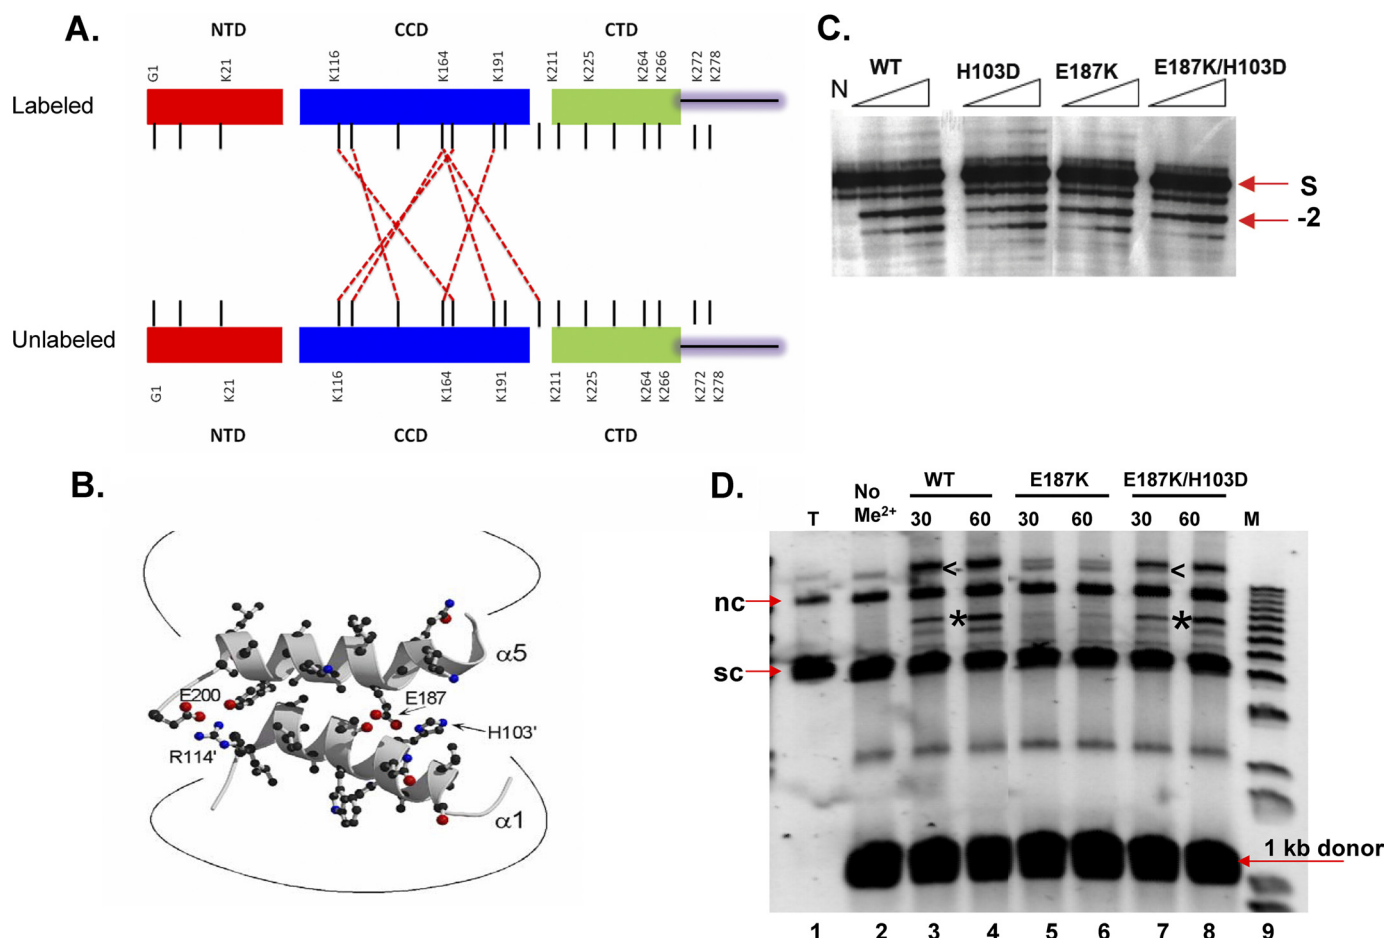 A.
NTD CCD CTD
G1 K21 K116 K164 K191 K211 K225 K264 K266 K272 K278
Labeled
Unlabeled
G1 K21 K116 K164 K191 K211 K225 K264 K266 K272 K278
NTD CCD CTD
B.
α5
E200
E187
H103'
R114'
α1
C.
WT H103D E187K E187K/H103D
N
S
-2
D.
WT E187K E187K/H103D
No
T Me²⁺ 30 60 30 60 30 60 M
<
<
nc
*
*
sc
1 kb donor
1 2 3 4 5 6 7 8 9